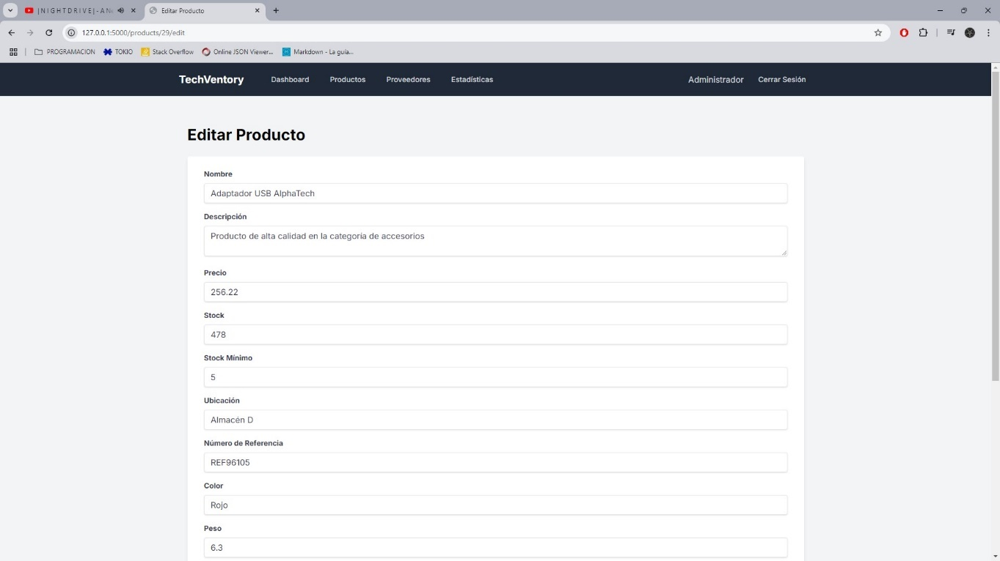 |NIGHTDRIVE|-AN
Editar Producto
127.0.0.1:5000/products/29/edit
PROGRAMACION
TOKIO
Stack Overflow
Online JSON Viewer...
Markdown - La guía...
TechVentory
Dashboard
Productos
Proveedores
Estadísticas
Administrador
Cerrar Sesión
Editar Producto
Nombre
Adaptador USB AlphaTech
Descripción
Producto de alta calidad en la categoría de accesorios
Precio
256.22
Stock
478
Stock Mínimo
5
Ubicación
Almacén D
Número de Referencia
REF96105
Color
Rojo
Peso
6.3